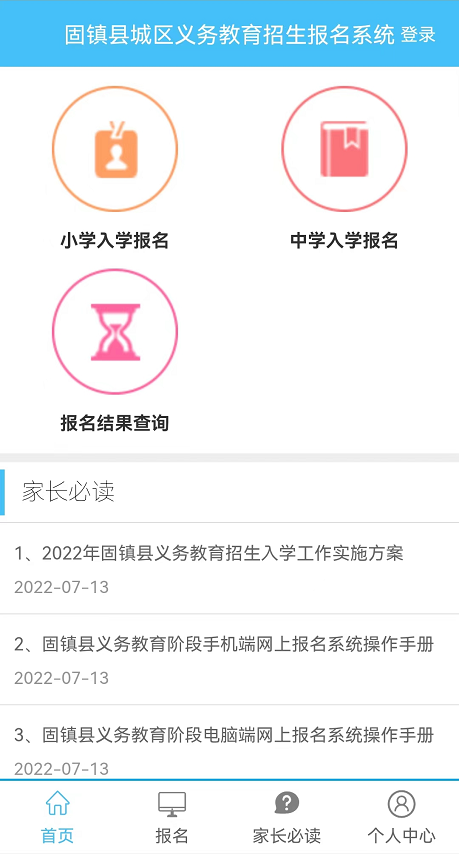 固镇县城区义务教育招生报名系统 登录
小学入学报名 中学入学报名
报名结果查询
家长必读
1、2022年固镇县义务教育招生入学工作实施方案
2022-07-13
2、固镇县义务教育阶段手机端网上报名系统操作手册
2022-07-13
3、固镇县义务教育阶段电脑端网上报名系统操作手册
2022-07-13
首页 报名 家长必读 个人中心